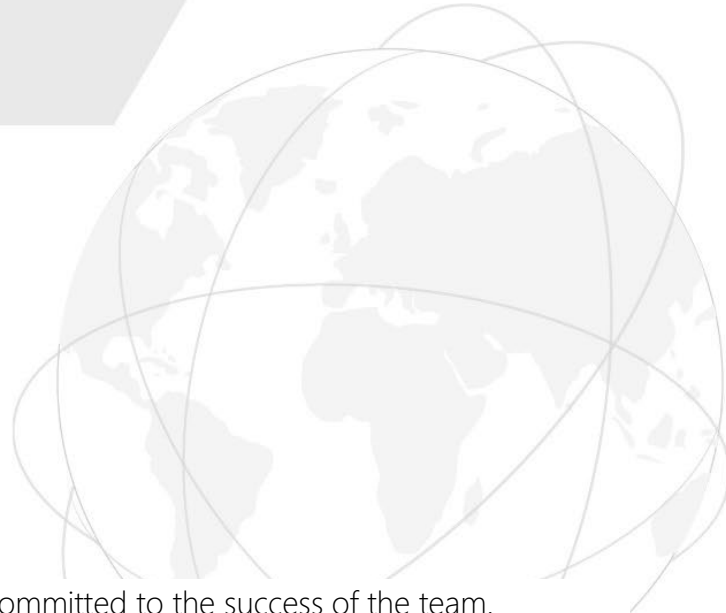 ommitted to the success of the team.